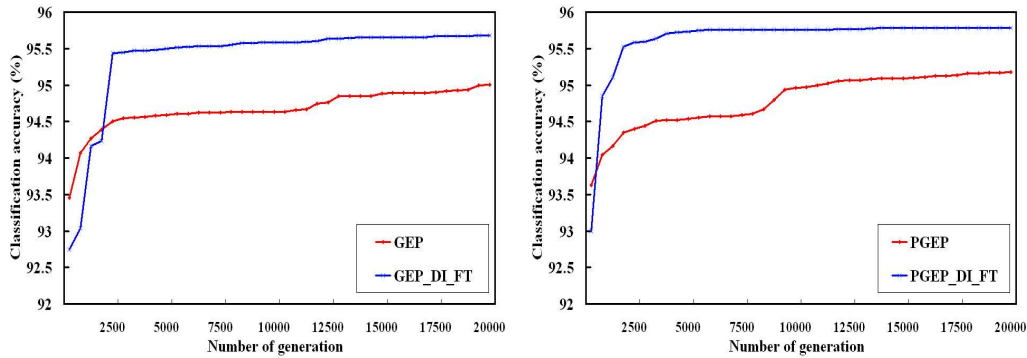 Classification accuracy (%)
96
95.5
95
94.5
94
93.5
93
92.5
92
GEP
GEP_DI_FT
2500 5000 7500 10000 12500 15000 17500 20000
Number of generation
Classification accuracy (%)
96
95.5
95
94.5
94
93.5
93
92.5
92
PGEP
PGEP_DI_FT
2500 5000 7500 10000 12500 15000 17500 20000
Number of generation